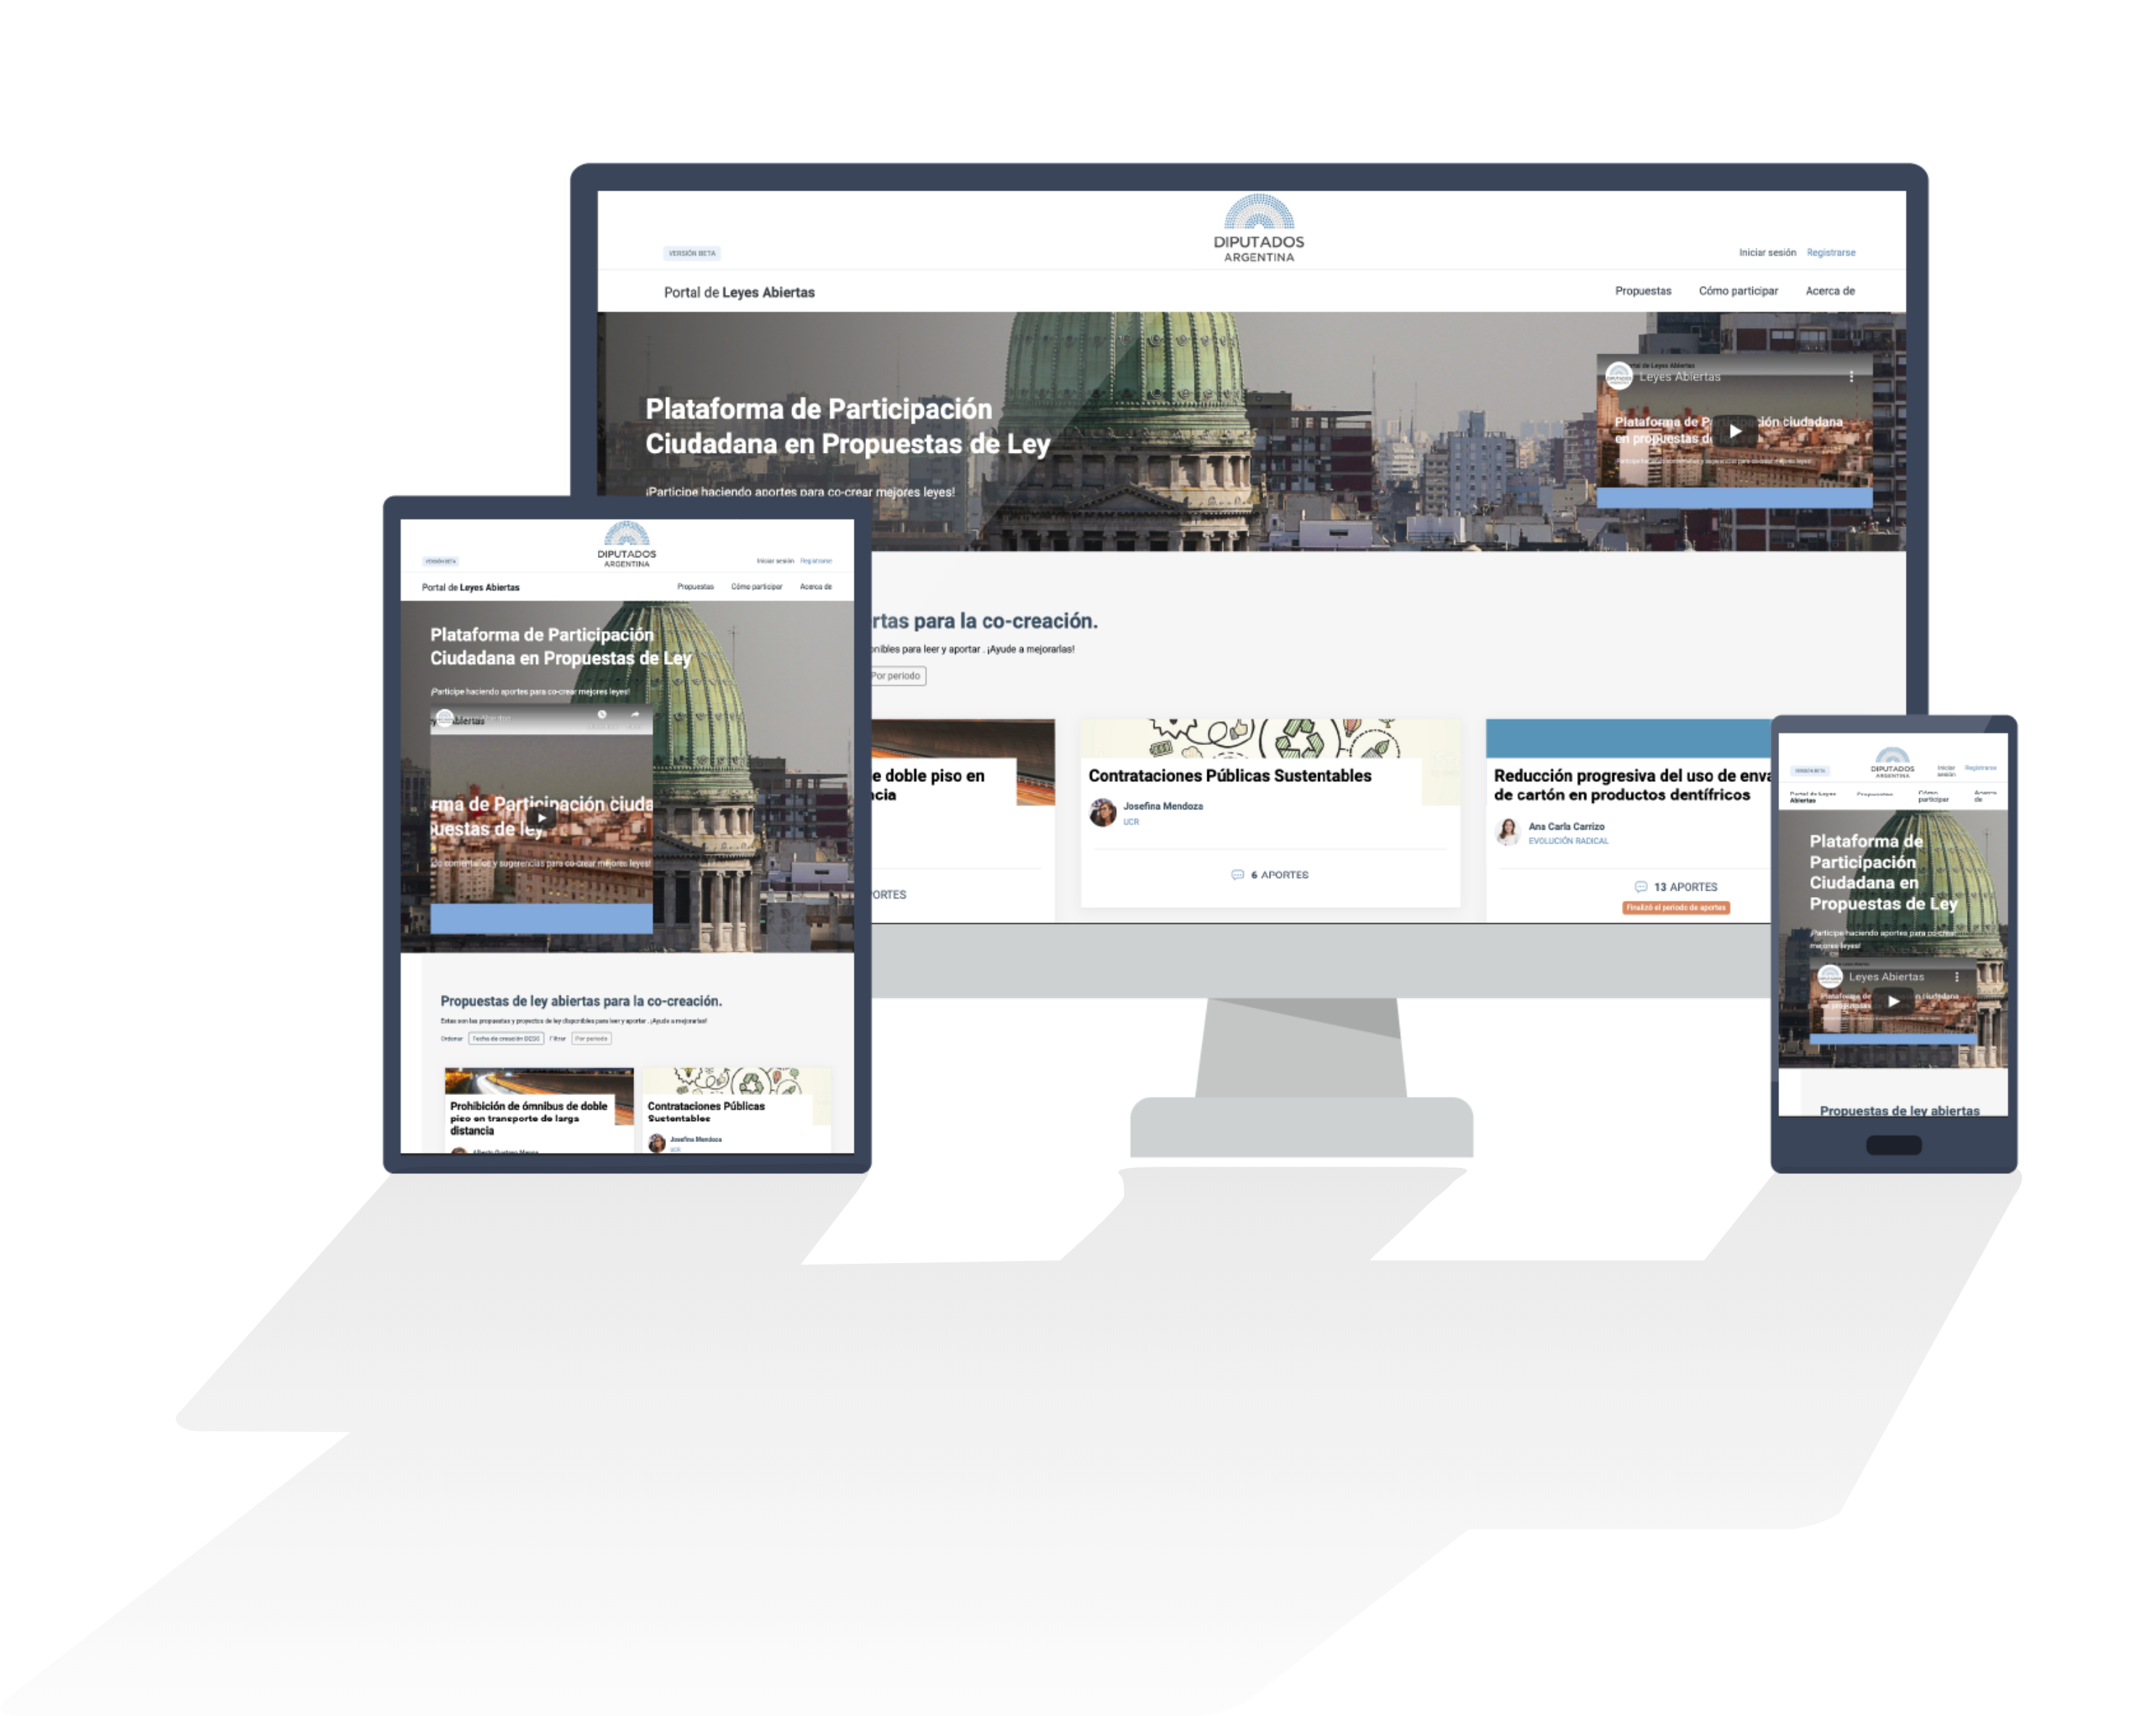 DIPUTADOS
ARGENTINA
VERSIÓN BETA
Iniciar sesión Registrarse
Portal de Leyes Abiertas
Propuestas Cómo participar Acerca de
Plataforma de Participación
Ciudadana en Propuestas de Ley
¡Participe haciendo aportes para co-crear mejores leyes!
Leyes Abiertas
Plataforma de P ción ciudadana
en propuestas d
rtas para la co-creación.
onibles para leer y aportar . ¡Ayude a mejorarlas!
Por periodo
e doble piso en
ncia
ORTES
Contrataciones Públicas Sustentables
Josefina Mendoza
UCR
6 APORTES
Reducción progresiva del uso de enva
de cartón en productos dentífricos
Ana Carla Carrizo
EVOLUCIÓN RADICAL
13 APORTES
Finalizó el periodo de aportes
DIPUTADOS
ARGENTINA
VERSIÓN BETA
Iniciar sesión Registrarse
Portal de Leyes Abiertas
Propuestas Cómo participar Acerca de
Plataforma de Participación
Ciudadana en Propuestas de Ley
¡Participe haciendo aportes para co-crear mejores leyes!
rma de Participación ciuda
uestas de ley
comentarios y sugerencias para co-crear mejores leyes!
Propuestas de ley abiertas para la co-creación.
Estas son las propuestas y proyectos de ley disponibles para leer y aportar . ¡Ayude a mejorarlas!
Ordenar Fecha de creación DESC Filtrar Por periodo
Prohibición de ómnibus de doble
piso en transporte de larga
distancia
Contrataciones Públicas
Sustentables
Josefina Mendoza
UCR
DIPUTADOS
ARGENTINA
VERSIÓN BETA
Iniciar
sesión
Registrarse
Portal de Leyes
Abiertas
Propuestas
Cómo
participar
Acerca
de
Plataforma de
Participación
Ciudadana en
Propuestas de Ley
¡Participe haciendo aportes para co-crear
mejores leyes!
Leyes Abiertas
Propuestas de ley abiertas